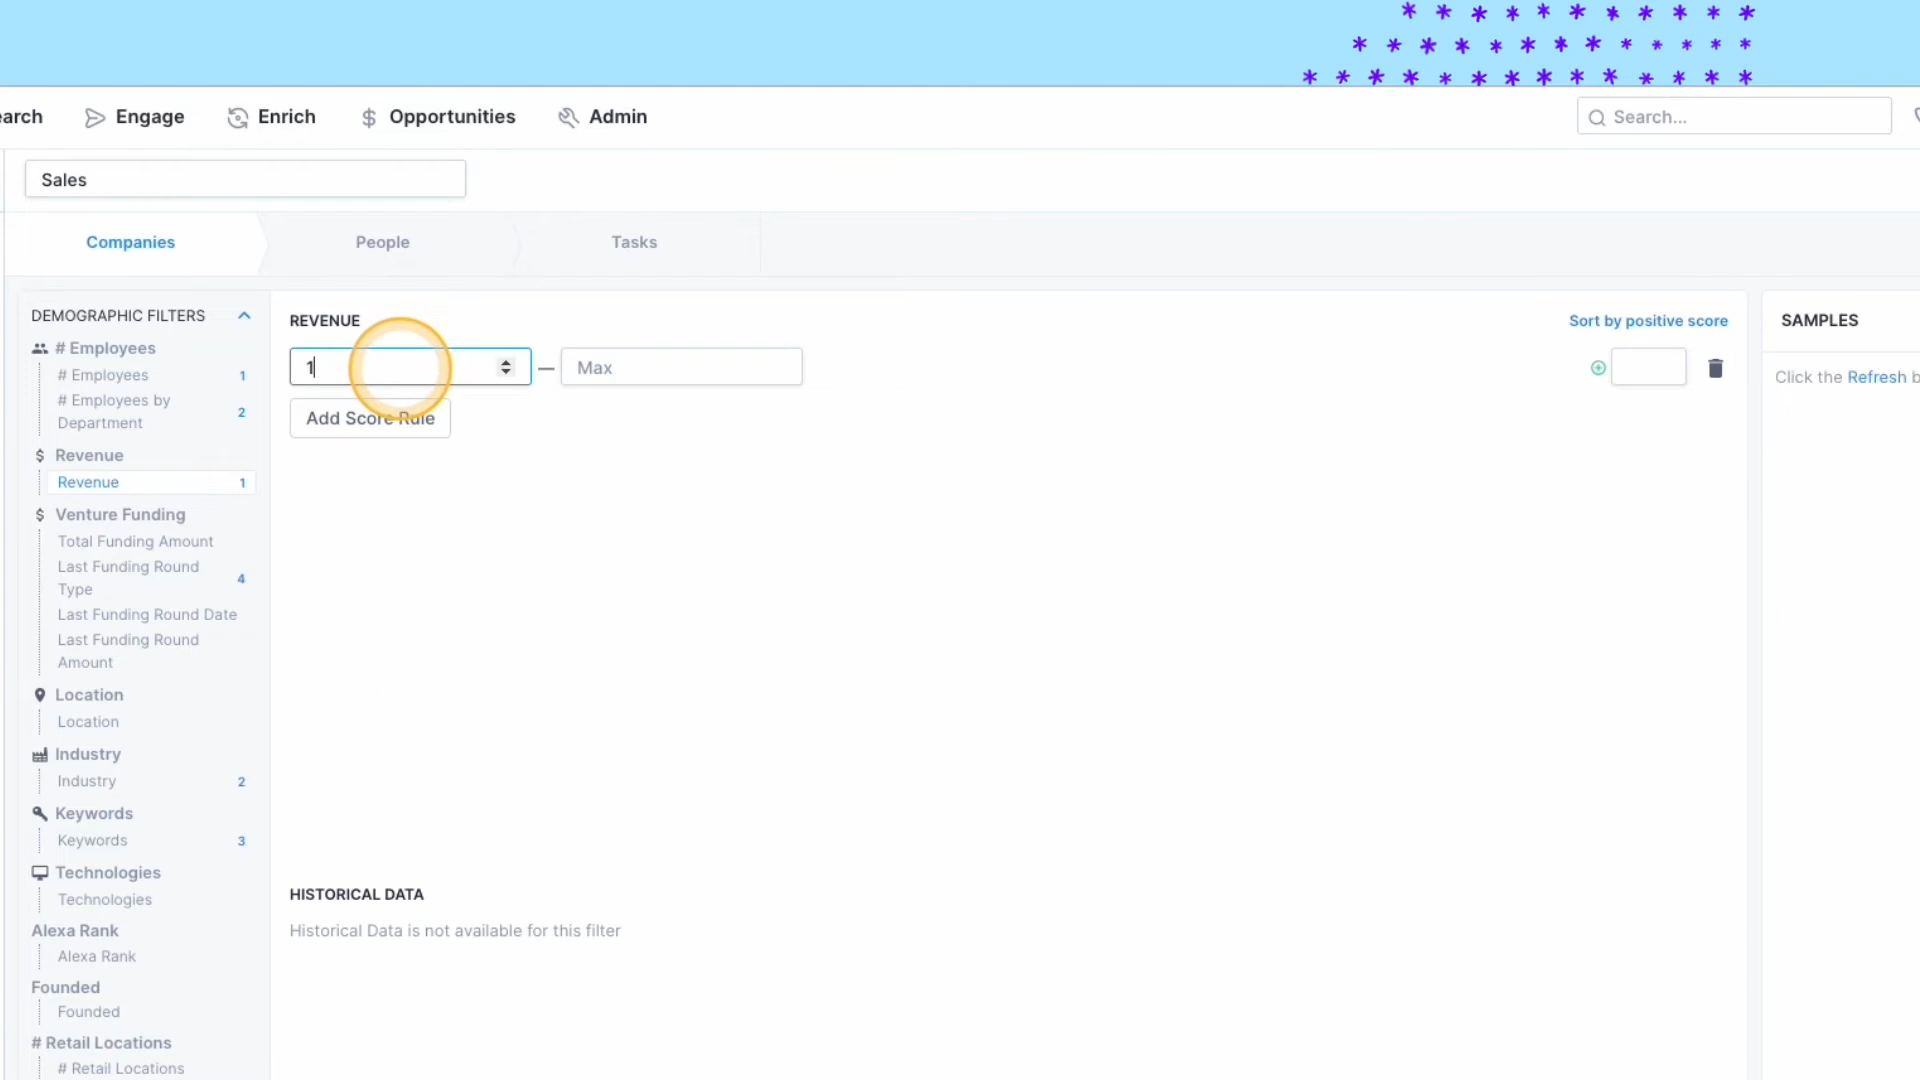 earch
Engage
Enrich
Opportunities
Admin
Search...
Sales
Companies
People
Tasks
DEMOGRAPHIC FILTERS
# Employees
# Employees 1
# Employees by
Department 2
$ Revenue
Revenue 1
$ Venture Funding
Total Funding Amount
Last Funding Round
Type 4
Last Funding Round Date
Last Funding Round
Amount
Location
Location
Industry
Industry 2
Keywords
Keywords 3
Technologies
Technologies
Alexa Rank
Alexa Rank
Founded
Founded
# Retail Locations
# Retail Locations
REVENUE
Sort by positive score
1 — Max
Add Score Rule
HISTORICAL DATA
Historical Data is not available for this filter
SAMPLES
Click the Refresh b